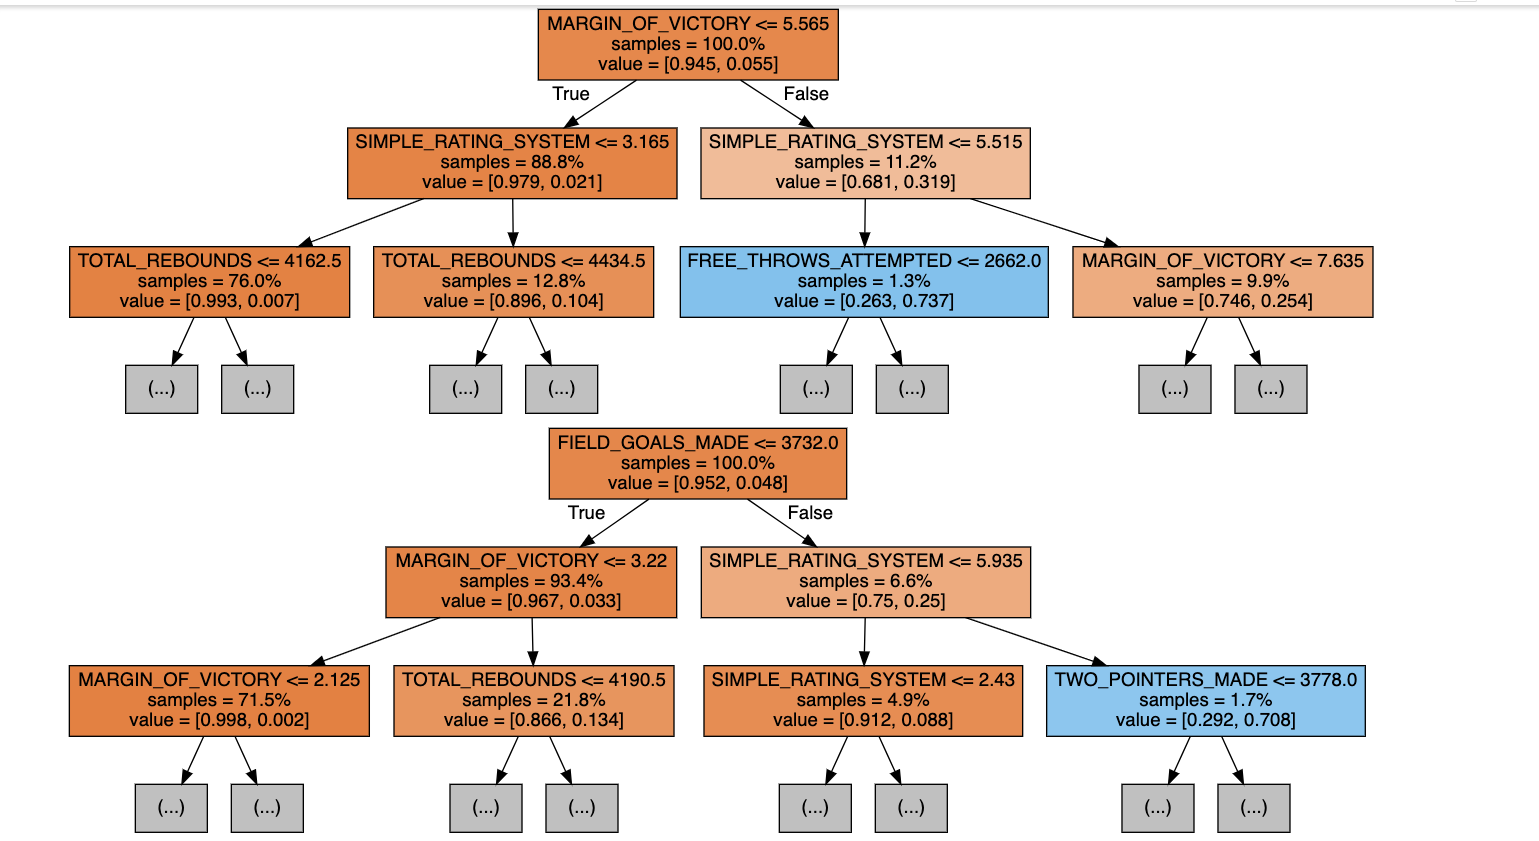 MARGIN_OF_VICTORY <= 5.565
samples = 100.0%
value = [0.945, 0.055]
True
False
SIMPLE_RATING_SYSTEM <= 3.165
samples = 88.8%
value = [0.979, 0.021]
SIMPLE_RATING_SYSTEM <= 5.515
samples = 11.2%
value = [0.681, 0.319]
TOTAL_REBOUNDS <= 4162.5
samples = 76.0%
value = [0.993, 0.007]
TOTAL_REBOUNDS <= 4434.5
samples = 12.8%
value = [0.896, 0.104]
FREE_THROWS_ATTEMPTED <= 2662.0
samples = 1.3%
value = [0.263, 0.737]
MARGIN_OF_VICTORY <= 7.635
samples = 9.9%
value = [0.746, 0.254]
(...)
(...)
(...)
(...)
(...)
(...)
(...)
(...)
FIELD_GOALS_MADE <= 3732.0
samples = 100.0%
value = [0.952, 0.048]
True
False
MARGIN_OF_VICTORY <= 3.22
samples = 93.4%
value = [0.967, 0.033]
SIMPLE_RATING_SYSTEM <= 5.935
samples = 6.6%
value = [0.75, 0.25]
MARGIN_OF_VICTORY <= 2.125
samples = 71.5%
value = [0.998, 0.002]
TOTAL_REBOUNDS <= 4190.5
samples = 21.8%
value = [0.866, 0.134]
SIMPLE_RATING_SYSTEM <= 2.43
samples = 4.9%
value = [0.912, 0.088]
TWO_POINTERS_MADE <= 3778.0
samples = 1.7%
value = [0.292, 0.708]
(...)
(...)
(...)
(...)
(...)
(...)
(...)
(...)